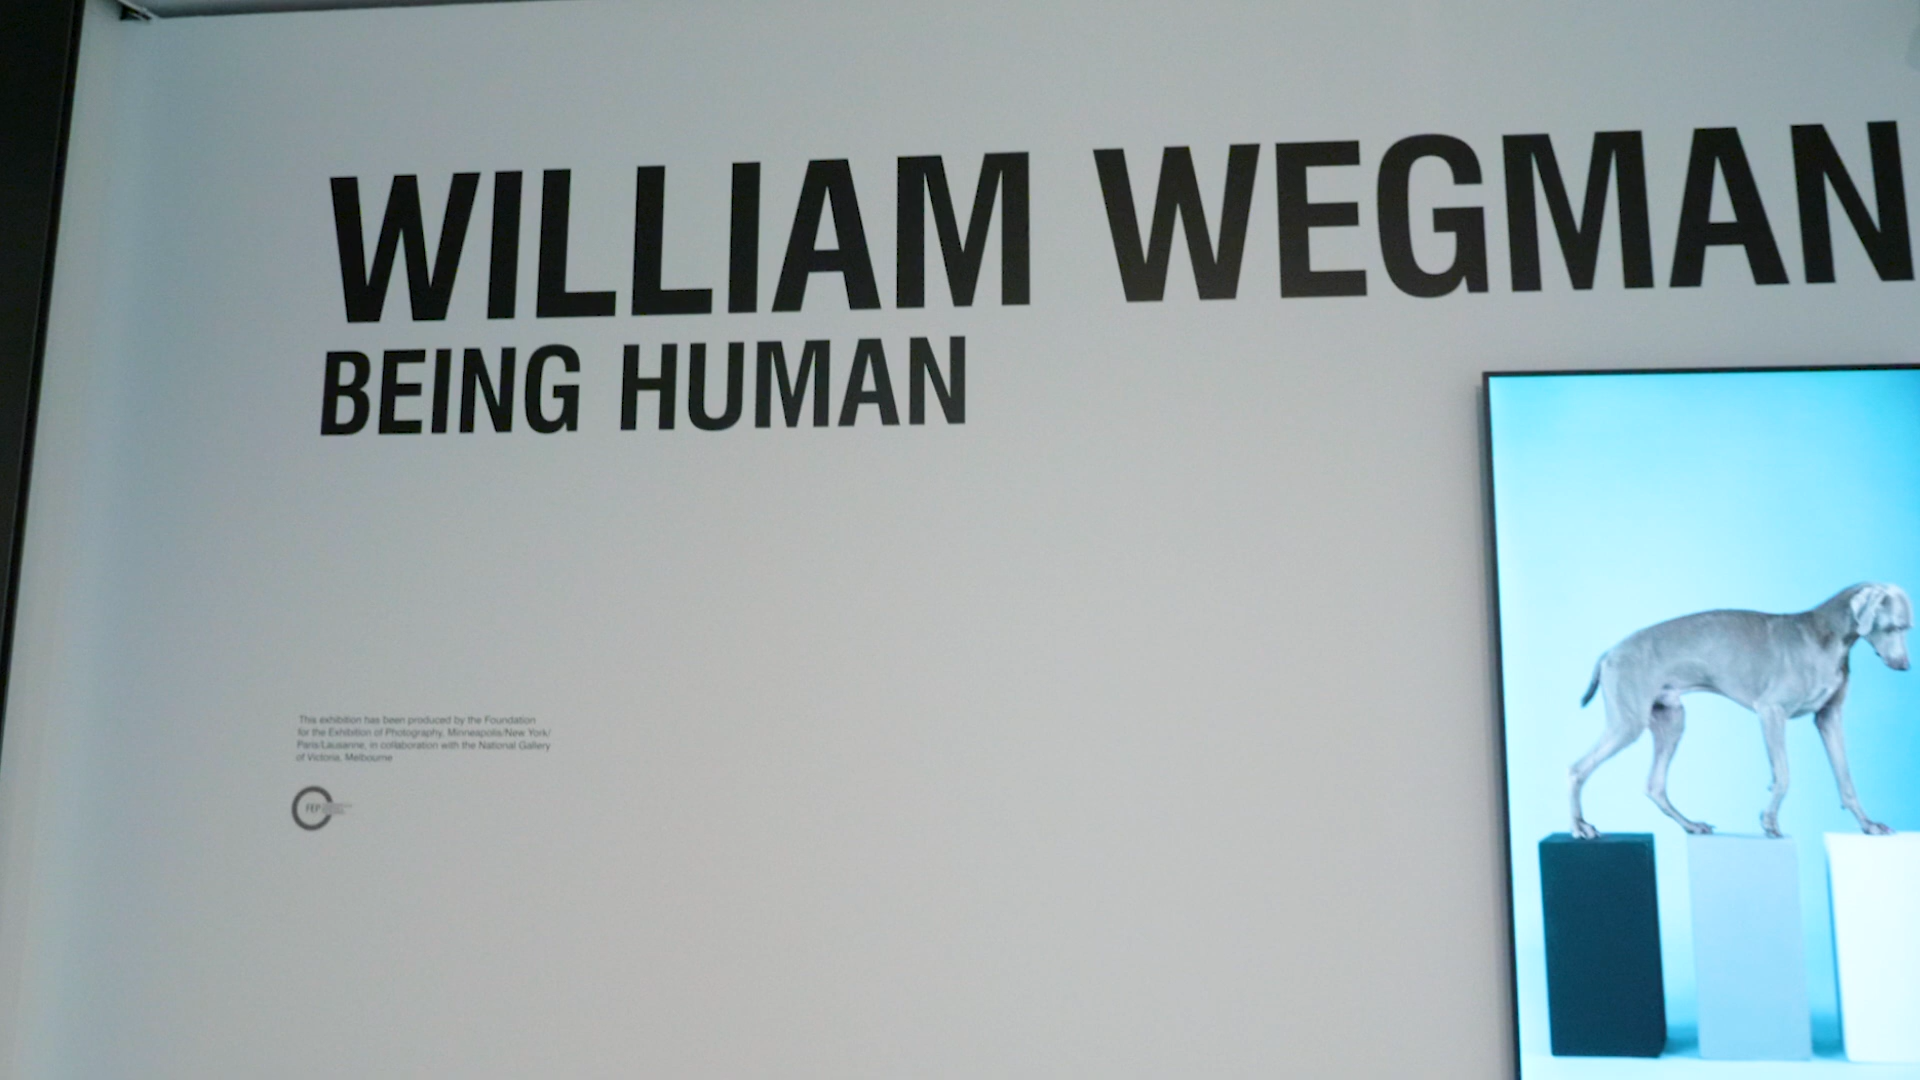 WILLIAM WEGMAN
BEING HUMAN
This exhibition has been produced by the Foundation
for the Exhibition of Photography, Minneapolis/New York/
Paris/Lausanne, in collaboration with the National Gallery
of Victoria, Melbourne
FEP